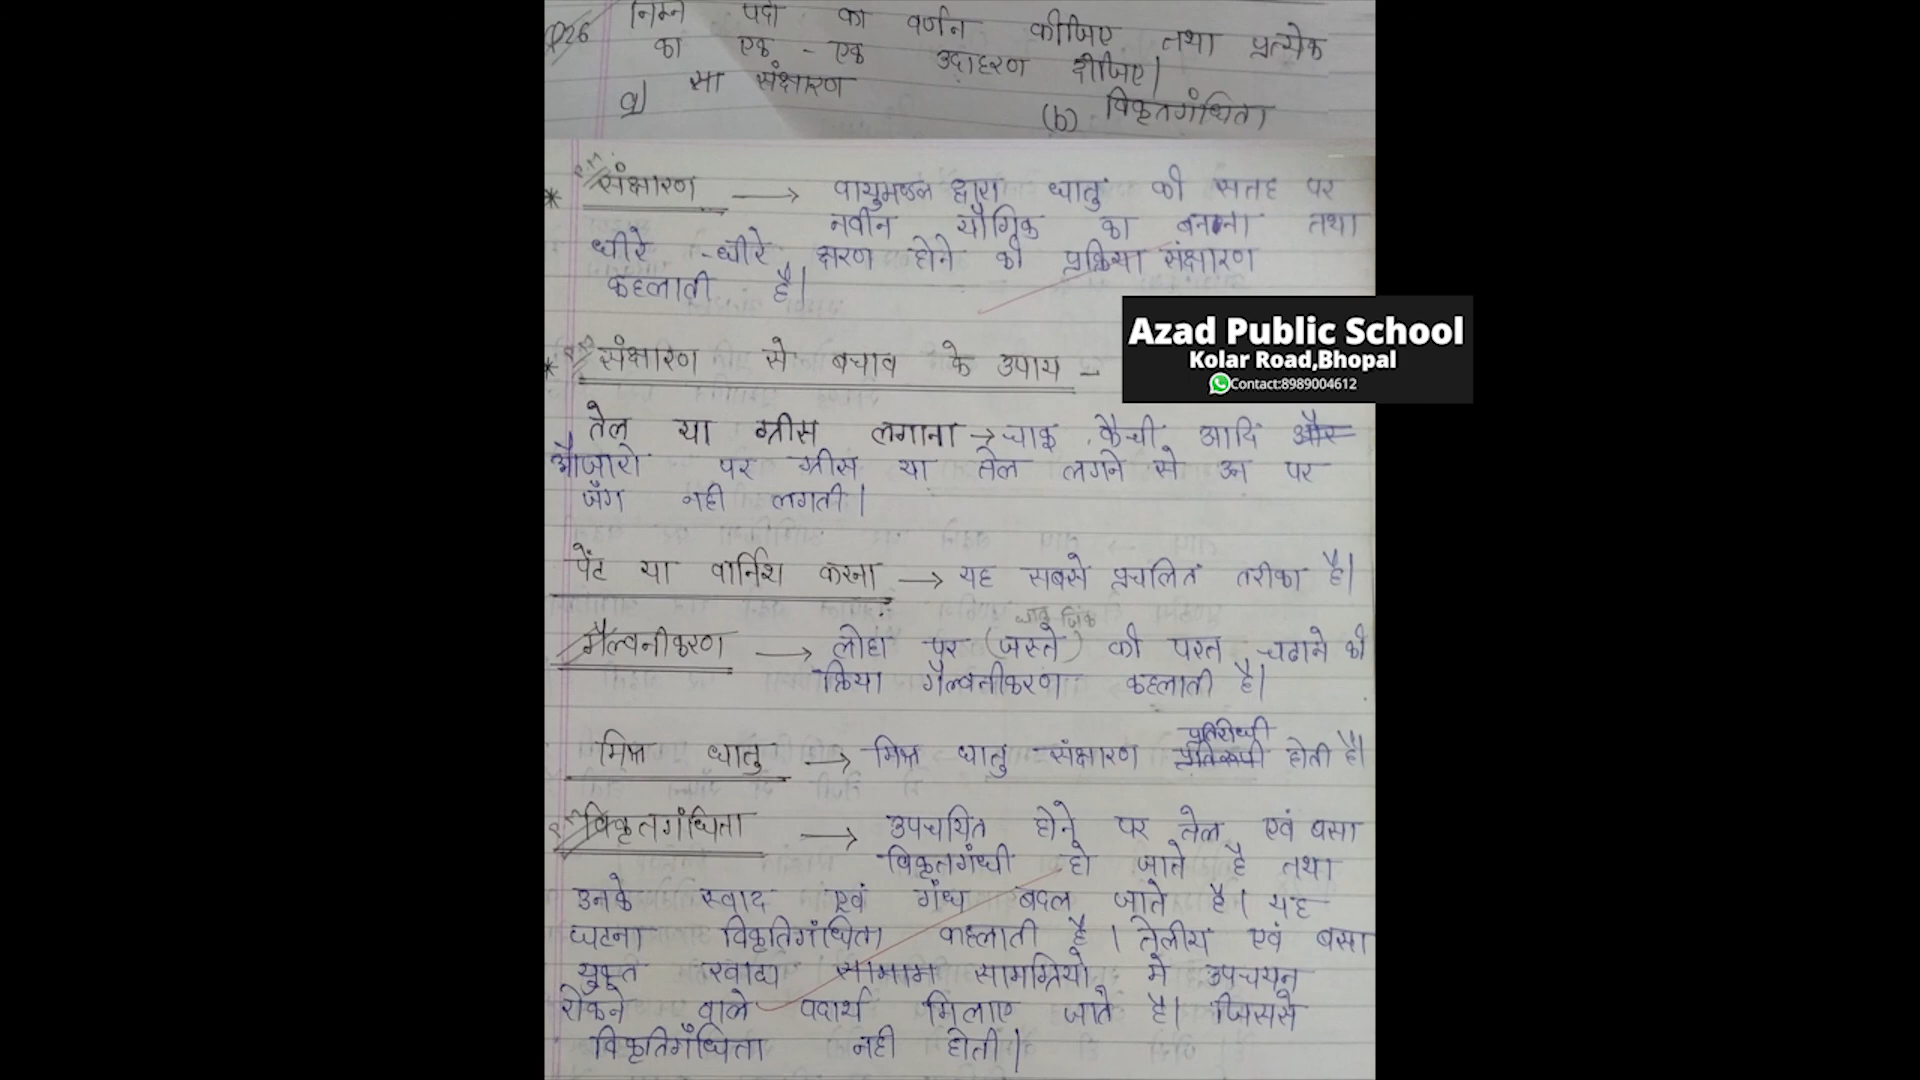 Q26 निम्न पदो का वर्णन कीजिए तथा प्रत्येक
का एक - एक उदाहरण दीजिए।
a) सा संक्षारण
(b) विकृतगंधिता
* संक्षारण → वायुमण्डल द्वारा धातु की सतह पर
नवीन यौगिक का बनाना तथा
धीरे -धीरे क्षरण होने की प्रक्रिया संक्षारण
कहलाती है।
Azad Public School
Kolar Road,Bhopal
Contact:8989004612
* संक्षारण से बचाव के उपाय -
तेल या ग्रीस लगाना → चाकू, कैची, आदि और
औजारो पर ग्रीस या तेल लगने से उन पर
जंग नही लगती।
पेंट या वार्निश करना → यह सबसे प्रचलित तरीका है।
धातु जिंक
गैल्वनीकरण → लोहा पर (जस्ते) की परत चढाने की
क्रिया गैल्वनीकरण कहलाती है।
प्रतिरोधी
मिश्र धातु → मिश्र धातु संक्षारण प्रतिरूपी होती है।
विकृतगंधिता → उपचयित होने पर तेल एवं वसा
विकृतगंधी हो जाते है तथा
उनके स्वाद एवं गंध बदल जाते है। यह
घटना विकृतिगंधिता कहलाती है। तेलीय एवं वसा
युक्त खाद्य सामाम सामग्रियो मे उपचयन
रोकने वाले पदार्थ मिलाए जाते है। जिससे
विकृतिगंधिता नही होती।